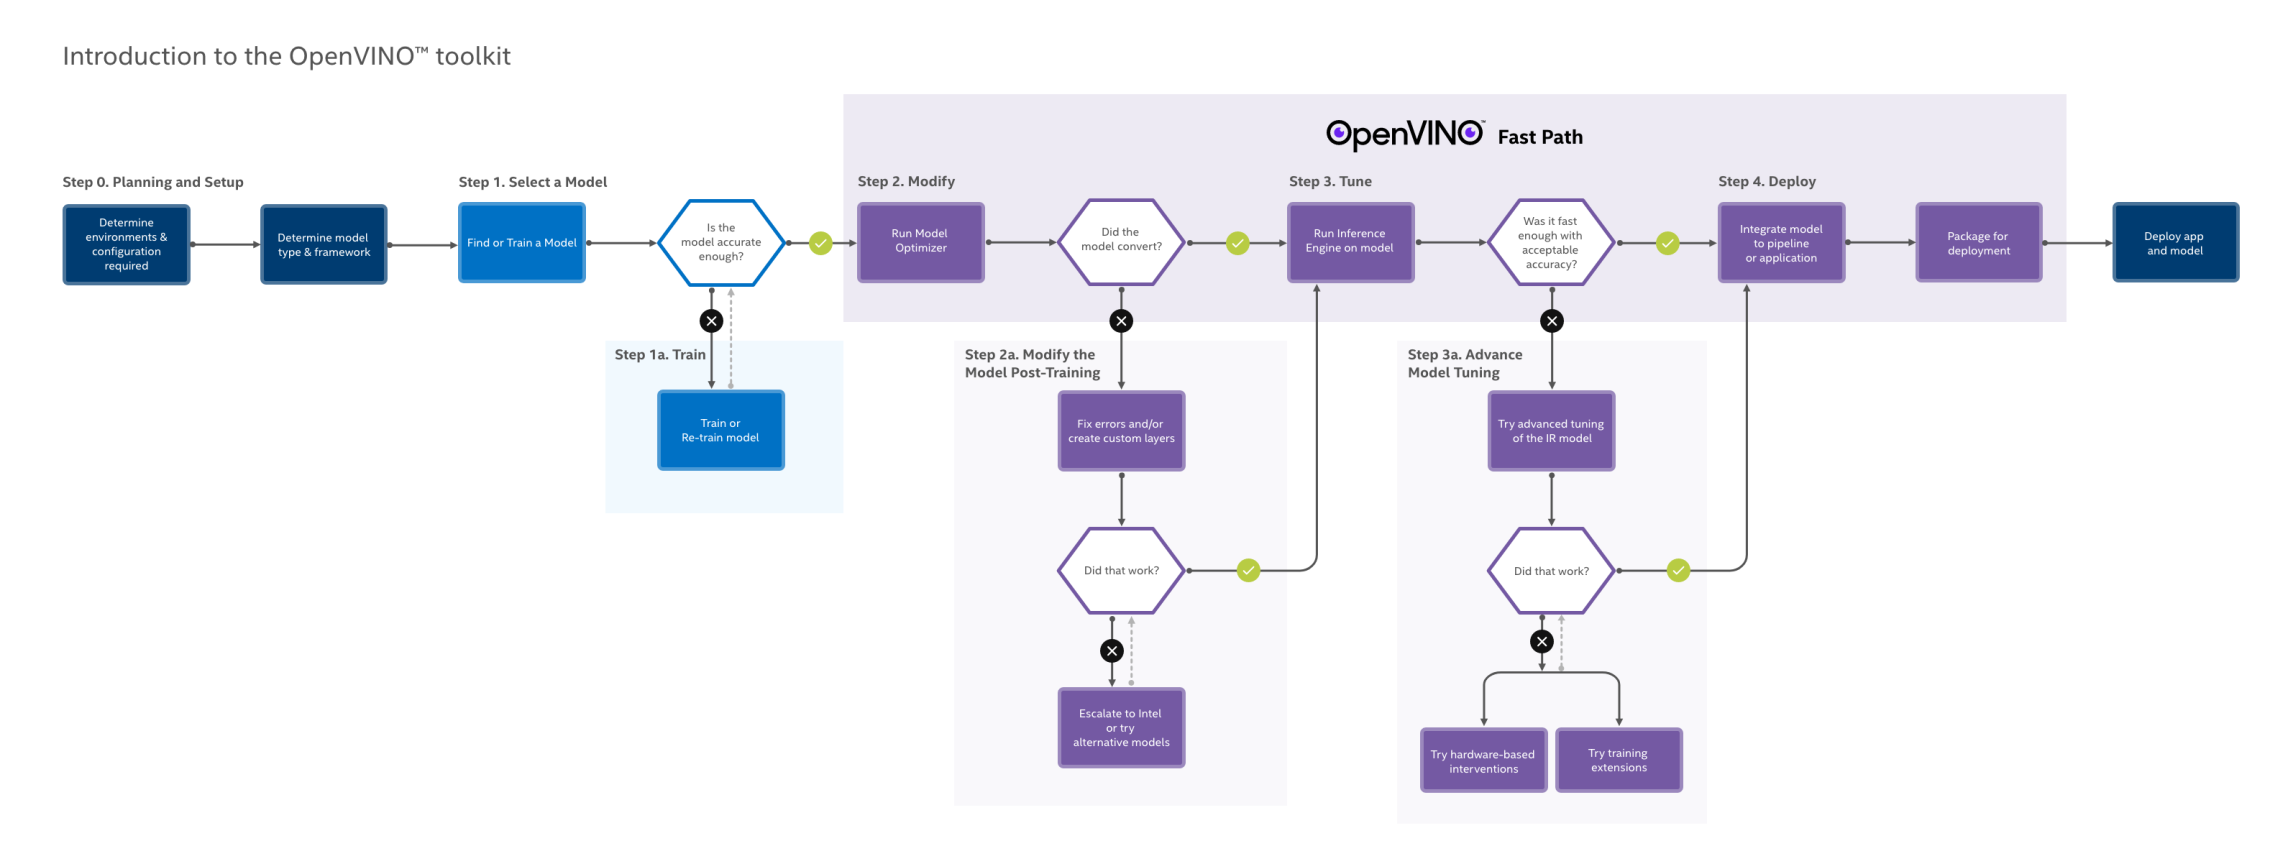 Introduction to the OpenVINO™ toolkit
OpenVINO™ Fast Path
Step 0. Planning and Setup
Determine
environments &
configuration
required
Determine model
type & framework
Step 1. Select a Model
Find or Train a Model
Is the
model accurate
enough?
Step 2. Modify
Run Model
Optimizer
Did the
model convert?
Step 3. Tune
Run Inference
Engine on model
Was it fast
enough with
acceptable
accuracy?
Step 4. Deploy
Integrate model
to pipeline
or application
Package for
deployment
Deploy app
and model
Step 1a. Train
Train or
Re-train model
Step 2a. Modify the
Model Post-Training
Fix errors and/or
create custom layers
Did that work?
Escalate to Intel
or try
alternative models
Step 3a. Advance
Model Tuning
Try advanced tuning
of the IR model
Did that work?
Try hardware-based
interventions
Try training
extensions